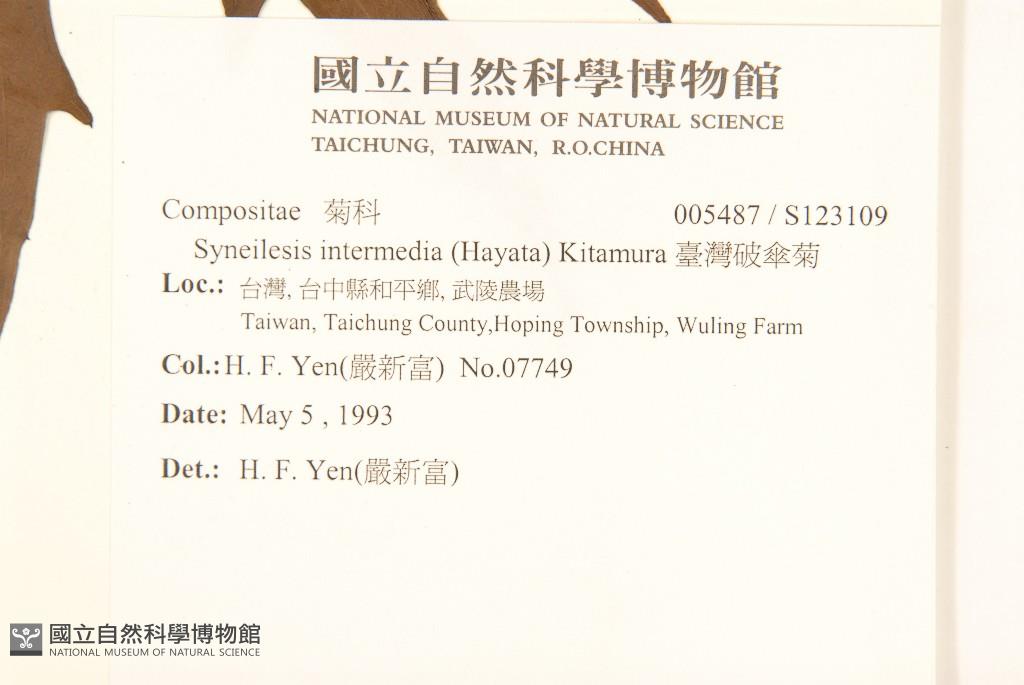 國立自然科學博物館
NATIONAL MUSEUM OF NATURAL SCIENCE
TAICHUNG, TAIWAN, R.O.CHINA
Compositae 菊科 005487 / S123109
Syneilesis intermedia (Hayata) Kitamura 臺灣破傘菊
Loc.: 台灣, 台中縣和平鄉, 武陵農場
Taiwan, Taichung County,Hoping Township, Wuling Farm
Col.:H. F. Yen(嚴新富) No.07749
Date: May 5 , 1993
Det.: H. F. Yen(嚴新富)
國立自然科學博物館
NATIONAL MUSEUM OF NATURAL SCIENCE